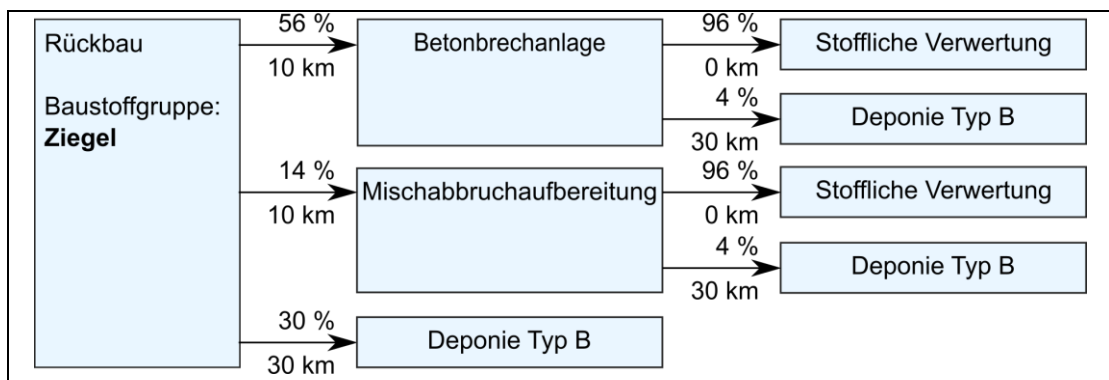 Rückbau
Baustoffgruppe:
Ziegel
56 %
10 km
Betonbrechanlage
96 %
0 km
Stoffliche Verwertung
4 %
30 km
Deponie Typ B
14 %
10 km
Mischabbruchaufbereitung
96 %
0 km
Stoffliche Verwertung
4 %
30 km
Deponie Typ B
30 %
30 km
Deponie Typ B